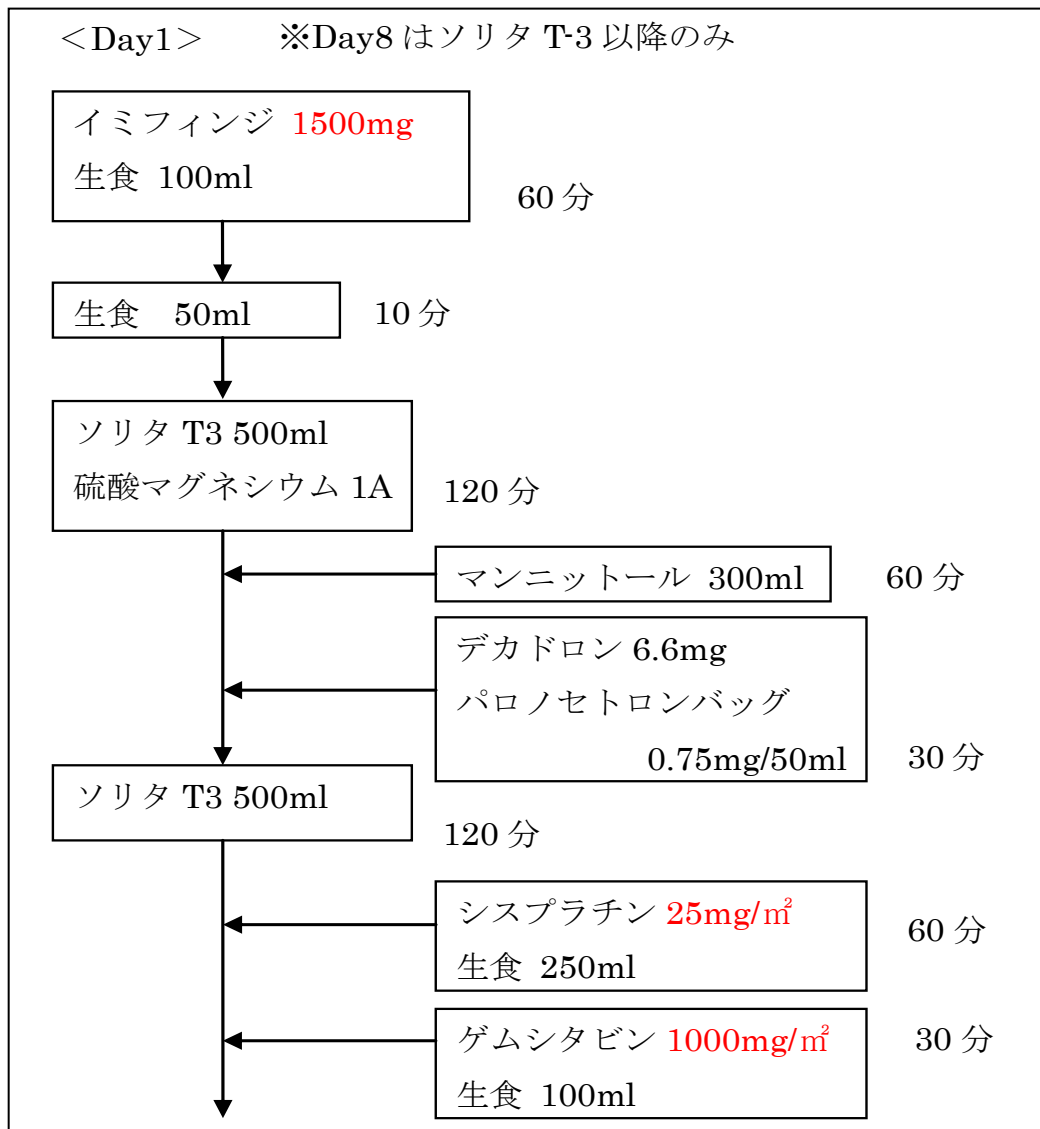 ＜Day1＞　※Day8 はソリタ T-3 以降のみ
イミフィンジ 1500mg
生食 100ml
60 分
生食　50ml
10 分
ソリタ T3 500ml
硫酸マグネシウム 1A
120 分
マンニットール 300ml
60 分
デカドロン 6.6mg
パロノセトロンバッグ
0.75mg/50ml
30 分
ソリタ T3 500ml
120 分
シスプラチン 25mg/㎡
生食 250ml
60 分
ゲムシタビン 1000mg/㎡
生食 100ml
30 分